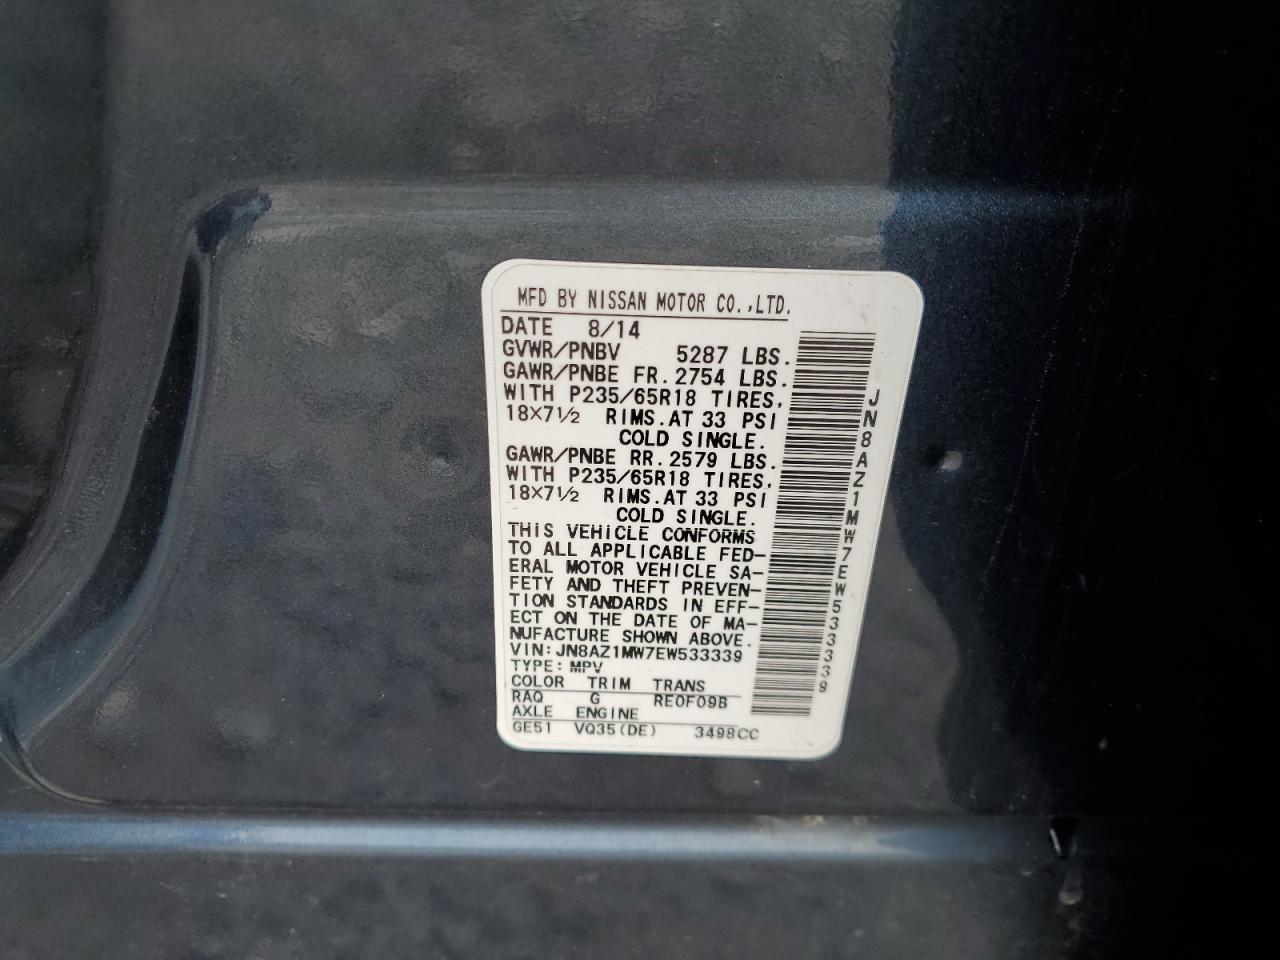 MFD BY NISSAN MOTOR CO.,LTD.
DATE 8/14
GVWR/PNBV 5287 LBS.
GAWR/PNBE FR. 2754 LBS.
WITH P235/65R18 TIRES,
18×7½ RIMS.AT 33 PSI
COLD SINGLE.
GAWR/PNBE RR. 2579 LBS.
WITH P235/65R18 TIRES,
18×7½ RIMS.AT 33 PSI
COLD SINGLE.
THIS VEHICLE CONFORMS
TO ALL APPLICABLE FED-
ERAL MOTOR VEHICLE SA-
FETY AND THEFT PREVEN-
TION STANDARDS IN EFF-
ECT ON THE DATE OF MA-
NUFACTURE SHOWN ABOVE.
VIN:JN8AZ1MW7EW533339
TYPE: MPV
COLOR TRIM TRANS
RAQ G RE0F09B
AXLE ENGINE
GE51 VQ35(DE) 3498CC
JN8AZ1MW7EW533339